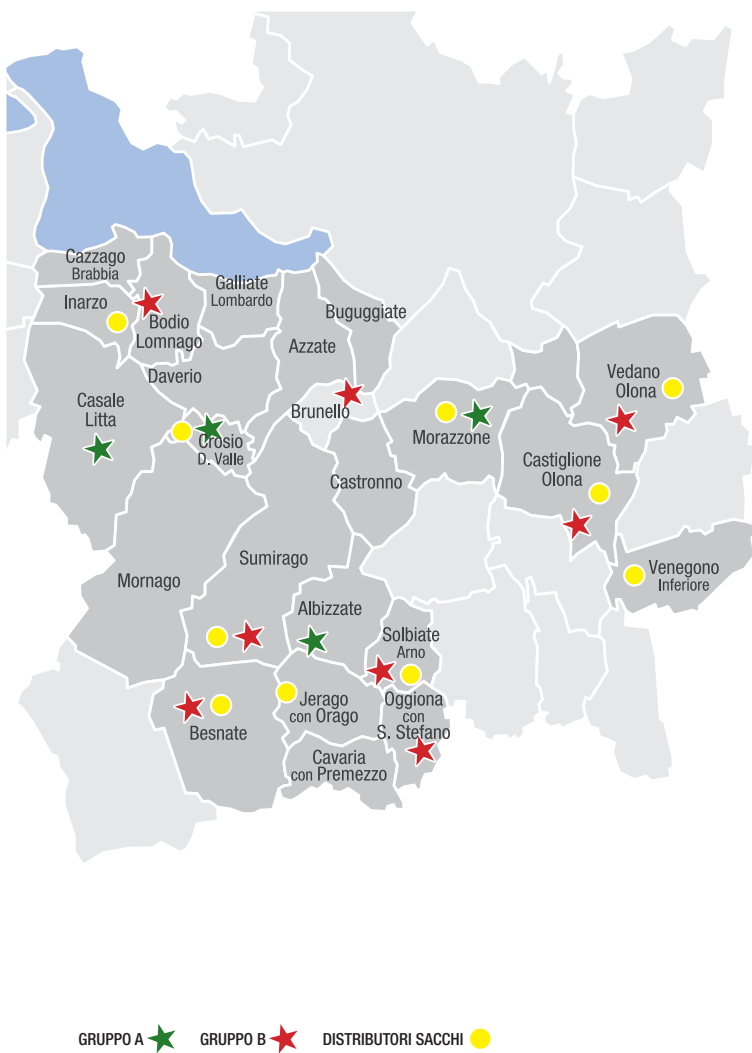 Cazzago
Brabbia
Inarzo
Bodio
Lomnago
Galliate
Lombardo
Buguggiate
Azzate
Daverio
Casale
Litta
Brunello
Crosio
D. Valle
Morazzone
Vedano
Olona
Castiglione
Olona
Castronno
Sumirago
Mornago
Venegono
Inferiore
Albizzate
Solbiate
Arno
Jerago
con Orago
Oggiona
con
S. Stefano
Besnate
Cavaria
con Premezzo
GRUPPO A GRUPPO B DISTRIBUTORI SACCHI